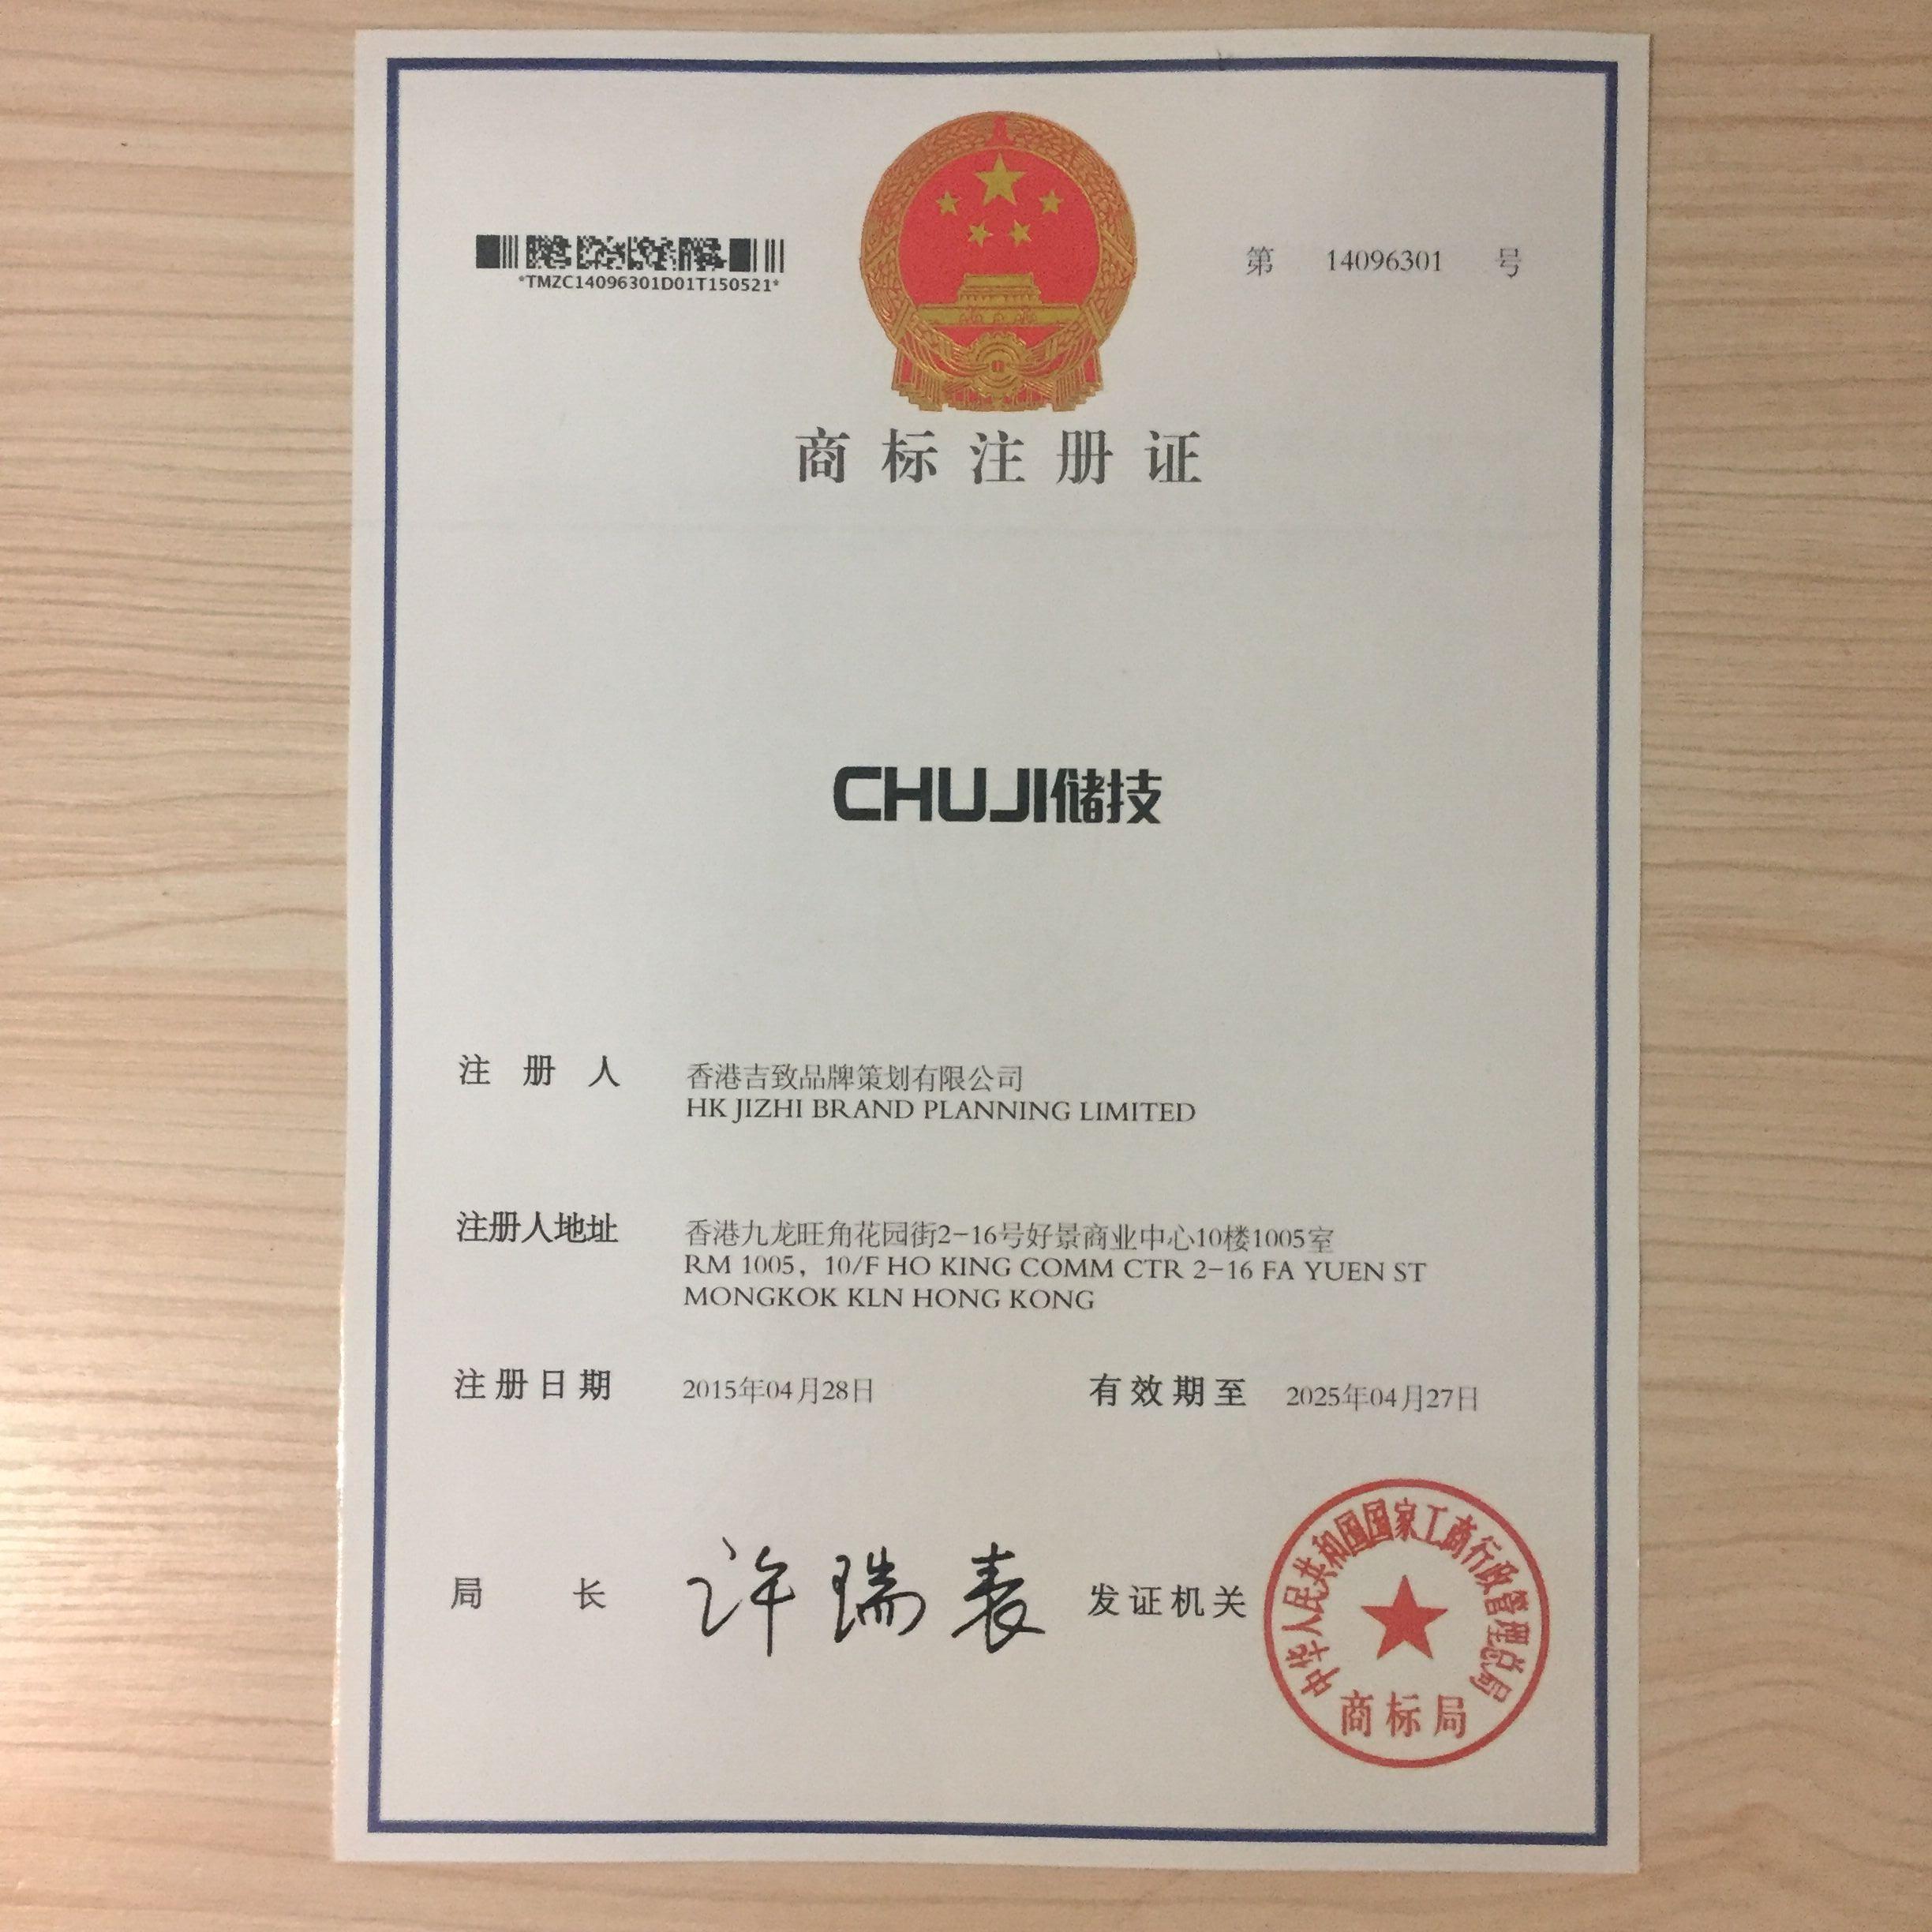 *TMZC14096301D01T150521*
第 14096301 号
商标注册证
CHUJI储技
注册人 香港吉致品牌策划有限公司
HK JIZHI BRAND PLANNING LIMITED
注册人地址 香港九龙旺角花园街2-16号好景商业中心10楼1005室
RM 1005, 10/F HO KING COMM CTR 2-16 FA YUEN ST
MONGKOK KLN HONG KONG
注册日期 2015年04月28日 有效期至 2025年04月27日
局长 许瑞表 发证机关
中华人民共和国国家工商行政管理总局
商标局